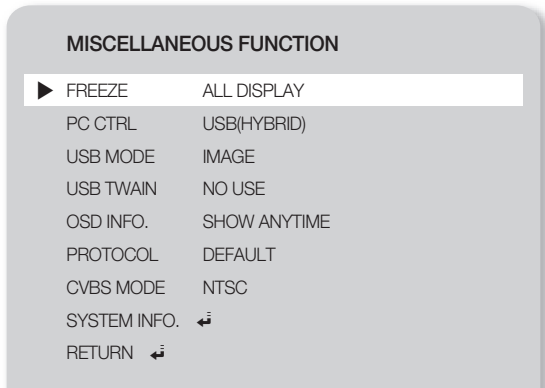 MISCELLANEOUS FUNCTION
FREEZE ALL DISPLAY
PC CTRL USB(HYBRID)
USB MODE IMAGE
USB TWAIN NO USE
OSD INFO. SHOW ANYTIME
PROTOCOL DEFAULT
CVBS MODE NTSC
SYSTEM INFO.
RETURN